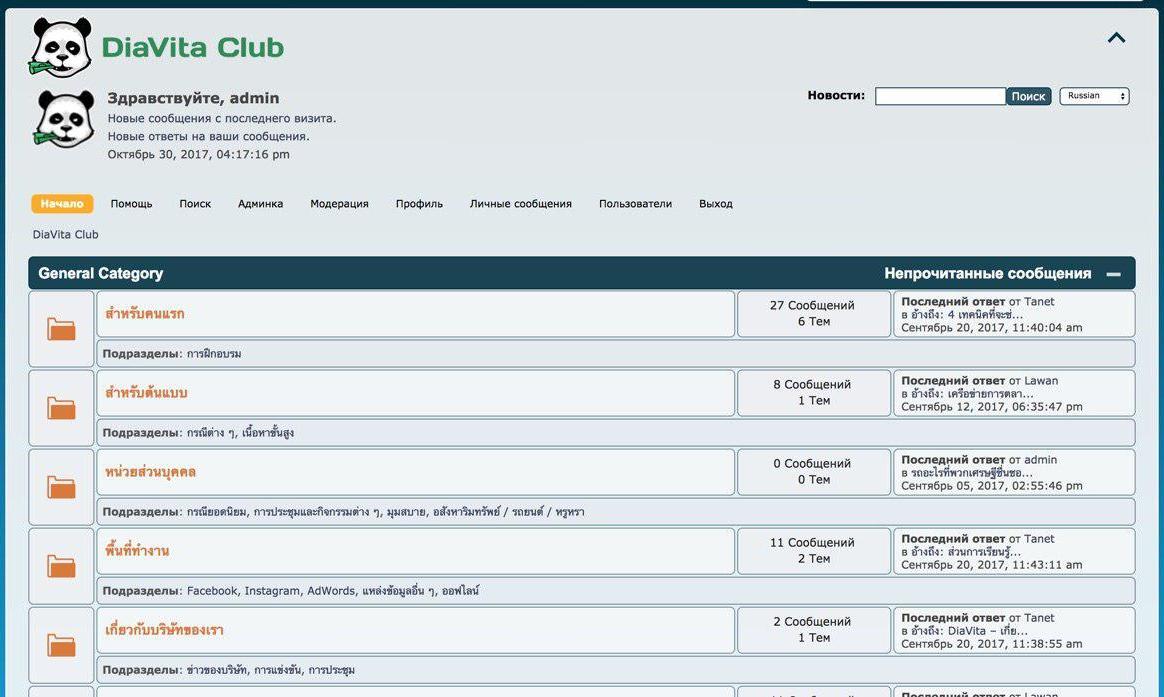 DiaVita Club
Здравствуйте, admin
Новые сообщения с последнего визита.
Новые ответы на ваши сообщения.
Октябрь 30, 2017, 04:17:16 pm
Новости: Поиск Russian
Начало Помощь Поиск Админка Модерация Профиль Личные сообщения Пользователи Выход
DiaVita Club
General Category Непрочитанные сообщения
สำหรับคนแรก
27 Сообщений
6 Тем
Последний ответ от Tanet
в อ้างถึง: 4 เทคนิคที่จะช่...
Сентябрь 20, 2017, 11:40:04 am
Подразделы: การฝึกอบรม
สำหรับต้นแบบ
8 Сообщений
1 Тем
Последний ответ от Lawan
в อ้างถึง: เครือข่ายการตลา...
Сентябрь 12, 2017, 06:35:47 pm
Подразделы: กรณีต่าง ๆ, เนื้อหาขั้นสูง
หน่วยส่วนบุคคล
0 Сообщений
0 Тем
Последний ответ от admin
в รถอะไรที่พวกเศรษฐีชื่นชอ...
Сентябрь 05, 2017, 02:55:46 pm
Подразделы: กรณียอดนิยม, การประชุมและกิจกรรมต่าง ๆ, มุมสบาย, อสังหาริมทรัพย์ / รถยนต์ / หรูหรา
พื้นที่ทำงาน
11 Сообщений
2 Тем
Последний ответ от Tanet
в อ้างถึง: ส่วนการเรียนรู้...
Сентябрь 20, 2017, 11:43:11 am
Подразделы: Facebook, Instagram, AdWords, แหล่งข้อมูลอื่น ๆ, ออฟไลน์
เกี่ยวกับบริษัทของเรา
2 Сообщений
1 Тем
Последний ответ от Tanet
в อ้างถึง: DiaVita – เกี่ย...
Сентябрь 20, 2017, 11:38:55 am
Подразделы: ข่าวของบริษัท, การแข่งขัน, การประชุม
Последний ответ от Lawan